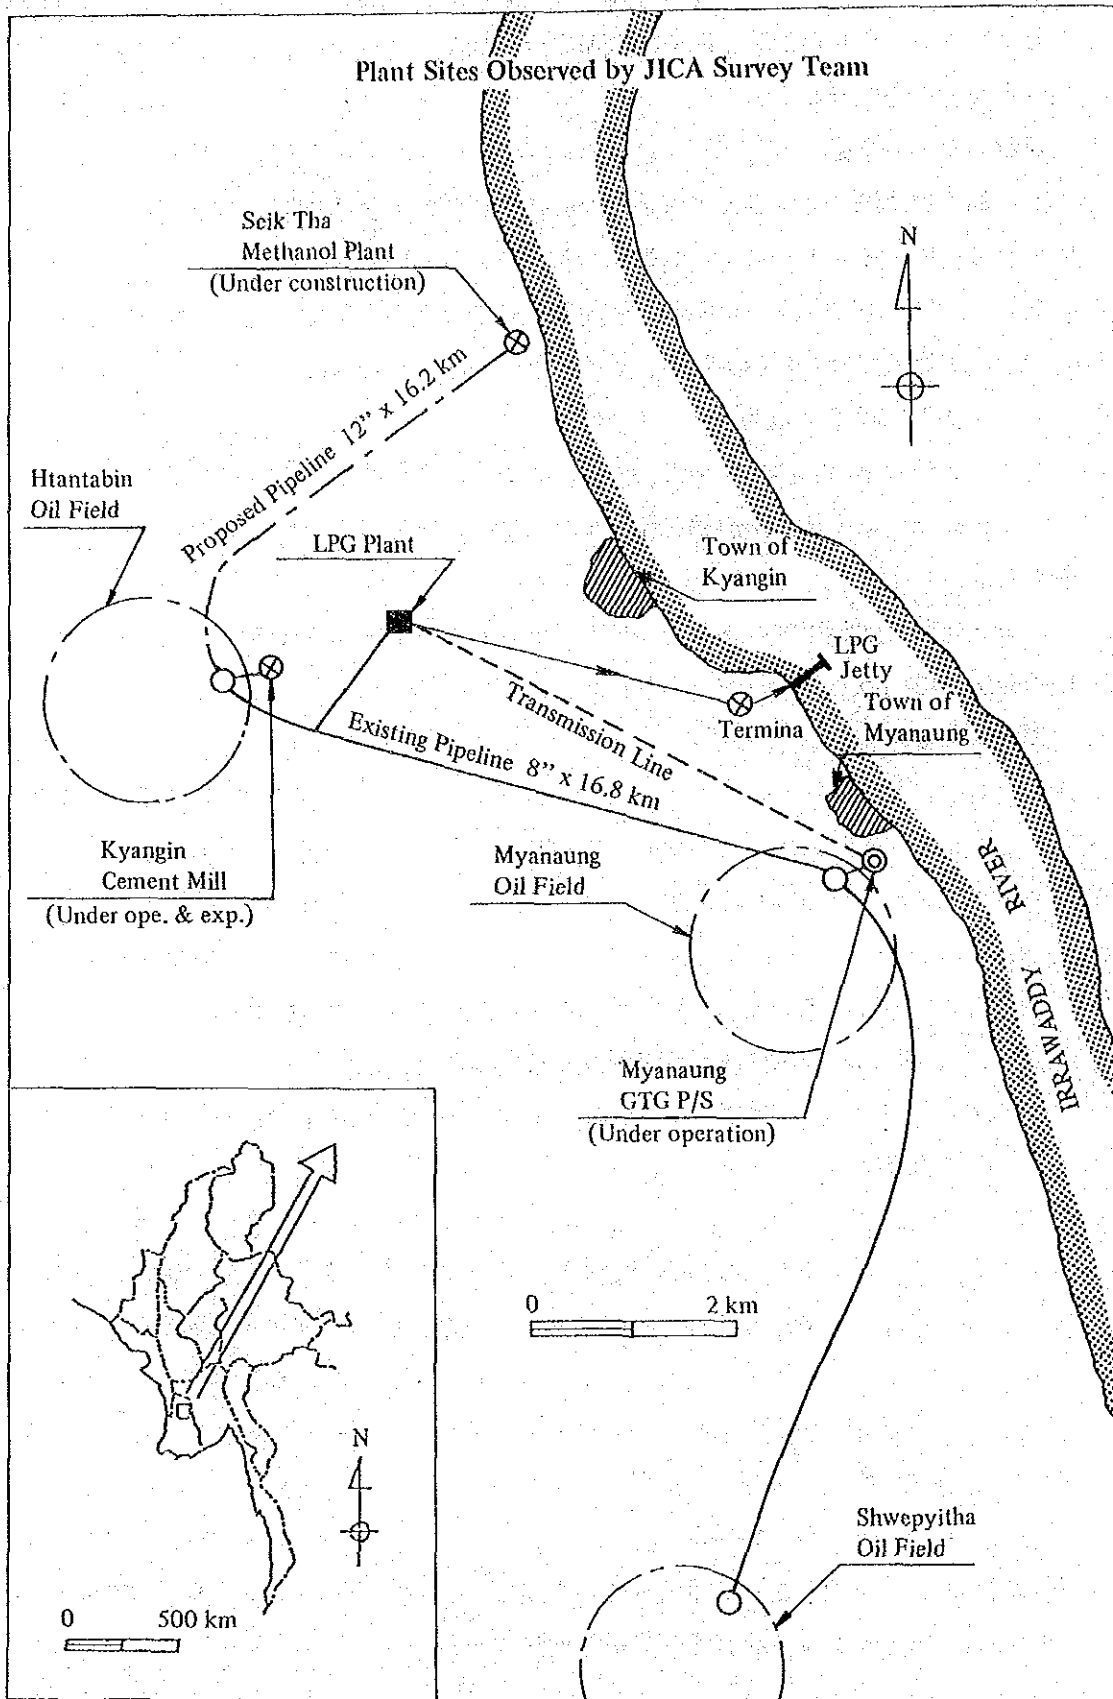 Plant Sites Observed by JICA Survey Team
Seik Tha
Methanol Plant
(Under construction)
N
Proposed Pipeline 12" x 16.2 km
Htantabin
Oil Field
LPG Plant
Town of
Kyangin
LPG
Jetty
Termina
Town of
Myanaung
Transmission Line
Existing Pipeline 8" x 16.8 km
Kyangin
Cement Mill
(Under ope. & exp.)
Myanaung
Oil Field
IRRAWADDY RIVER
Myanaung
GTG P/S
(Under operation)
0 2 km
N
0 500 km
Shwepyitha
Oil Field